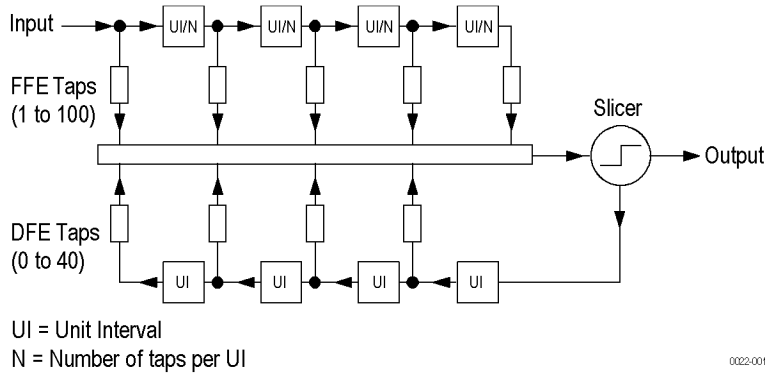 Input
UI/N
UI/N
UI/N
UI/N
FFE Taps
(1 to 100)
Slicer
Output
DFE Taps
(0 to 40)
UI
UI
UI
UI
UI = Unit Interval
N = Number of taps per UI
0022-001